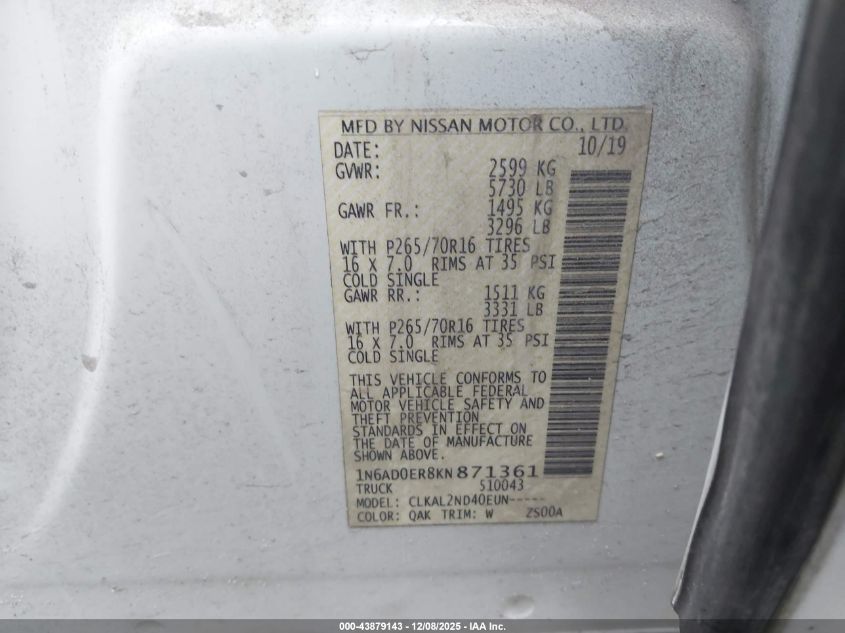 MFD BY NISSAN MOTOR CO., LTD.
DATE: 10/19
GVWR: 2599 KG
5730 LB
GAWR FR.: 1495 KG
3296 LB
WITH P265/70R16 TIRES
16 X 7.0 RIMS AT 35 PSI
COLD SINGLE
GAWR RR.: 1511 KG
3331 LB
WITH P265/70R16 TIRES
16 X 7.0 RIMS AT 35 PSI
COLD SINGLE
THIS VEHICLE CONFORMS TO
ALL APPLICABLE FEDERAL
MOTOR VEHICLE SAFETY AND
THEFT PREVENTION
STANDARDS IN EFFECT ON
THE DATE OF MANUFACTURE
SHOWN ABOVE.
1N6AD0ER8KN871361
TRUCK 510043
MODEL: CLKAL2ND40EUN-----
COLOR: QAK TRIM: W ZS00A
000-43879143 - 12/08/2025 - IAA Inc.